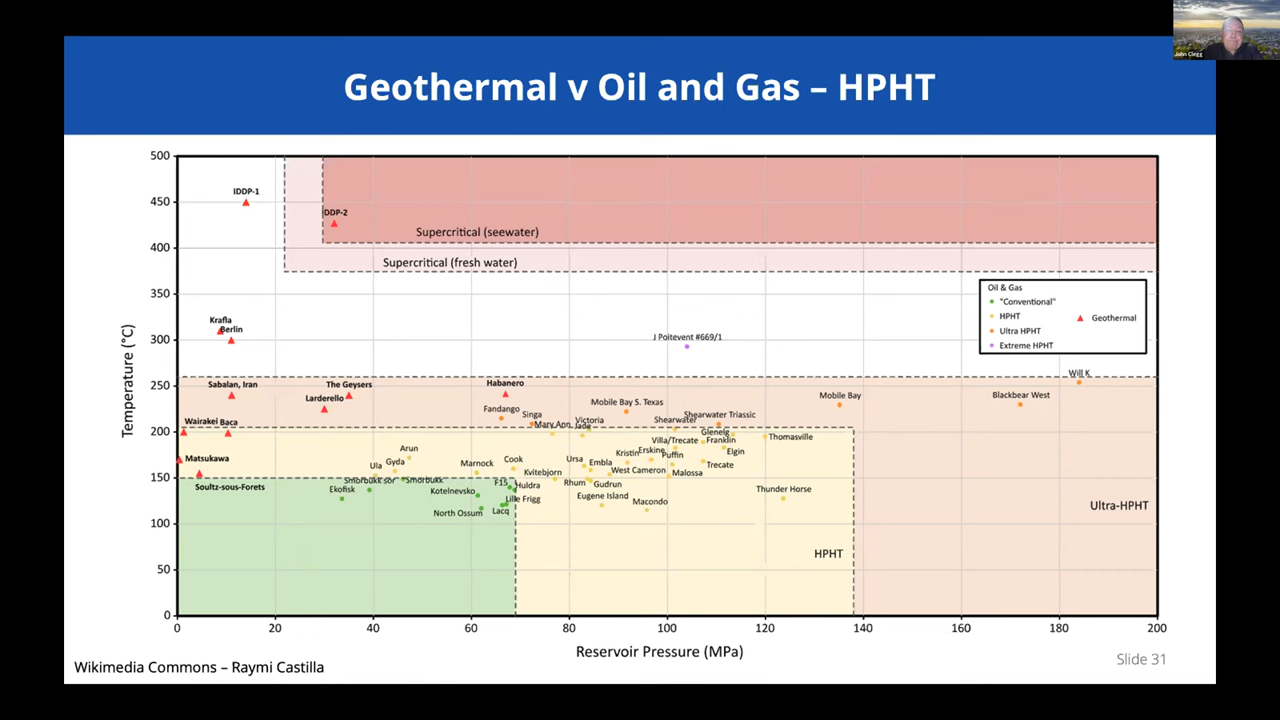 John Clegg
Geothermal v Oil and Gas – HPHT
Temperature (°C)
500
450
400
350
300
250
200
150
100
50
0
IDDP-1
DDP-2
Supercritical (seewater)
Supercritical (fresh water)
Oil & Gas
"Conventional"
HPHT
Ultra HPHT
Extreme HPHT
Geothermal
Krafla
Berlin
J Poitevent #669/1
Will K
Sabalan, Iran
The Geysers
Larderello
Habanero
Mobile Bay
Blackbear West
Mobile Bay S. Texas
Fandango
Singa
Mary Ann
Victoria
Jade
Shearwater
Shearwater Triassic
Wairakei
Baca
Glenelg
Thomasville
Villa/Trecate
Franklin
Elgin
Arun
Kristin
Erskine
Puffin
Matsukawa
Ula
Gyda
Marnock
Cook
Ursa
Embla
Trecate
West Cameron
Malossa
Kvitebjorn
Smorbukk sor
Smorbukk
Soultz-sous-Forets
Ekofisk
Kotelnevsko
F15
Huldra
Rhum
Gudrun
Lille Frigg
Eugene Island
Macondo
Thunder Horse
North Ossum
Lacq
Ultra-HPHT
HPHT
0
20
40
60
80
100
120
140
160
180
200
Reservoir Pressure (MPa)
Wikimedia Commons – Raymi Castilla
Slide 31